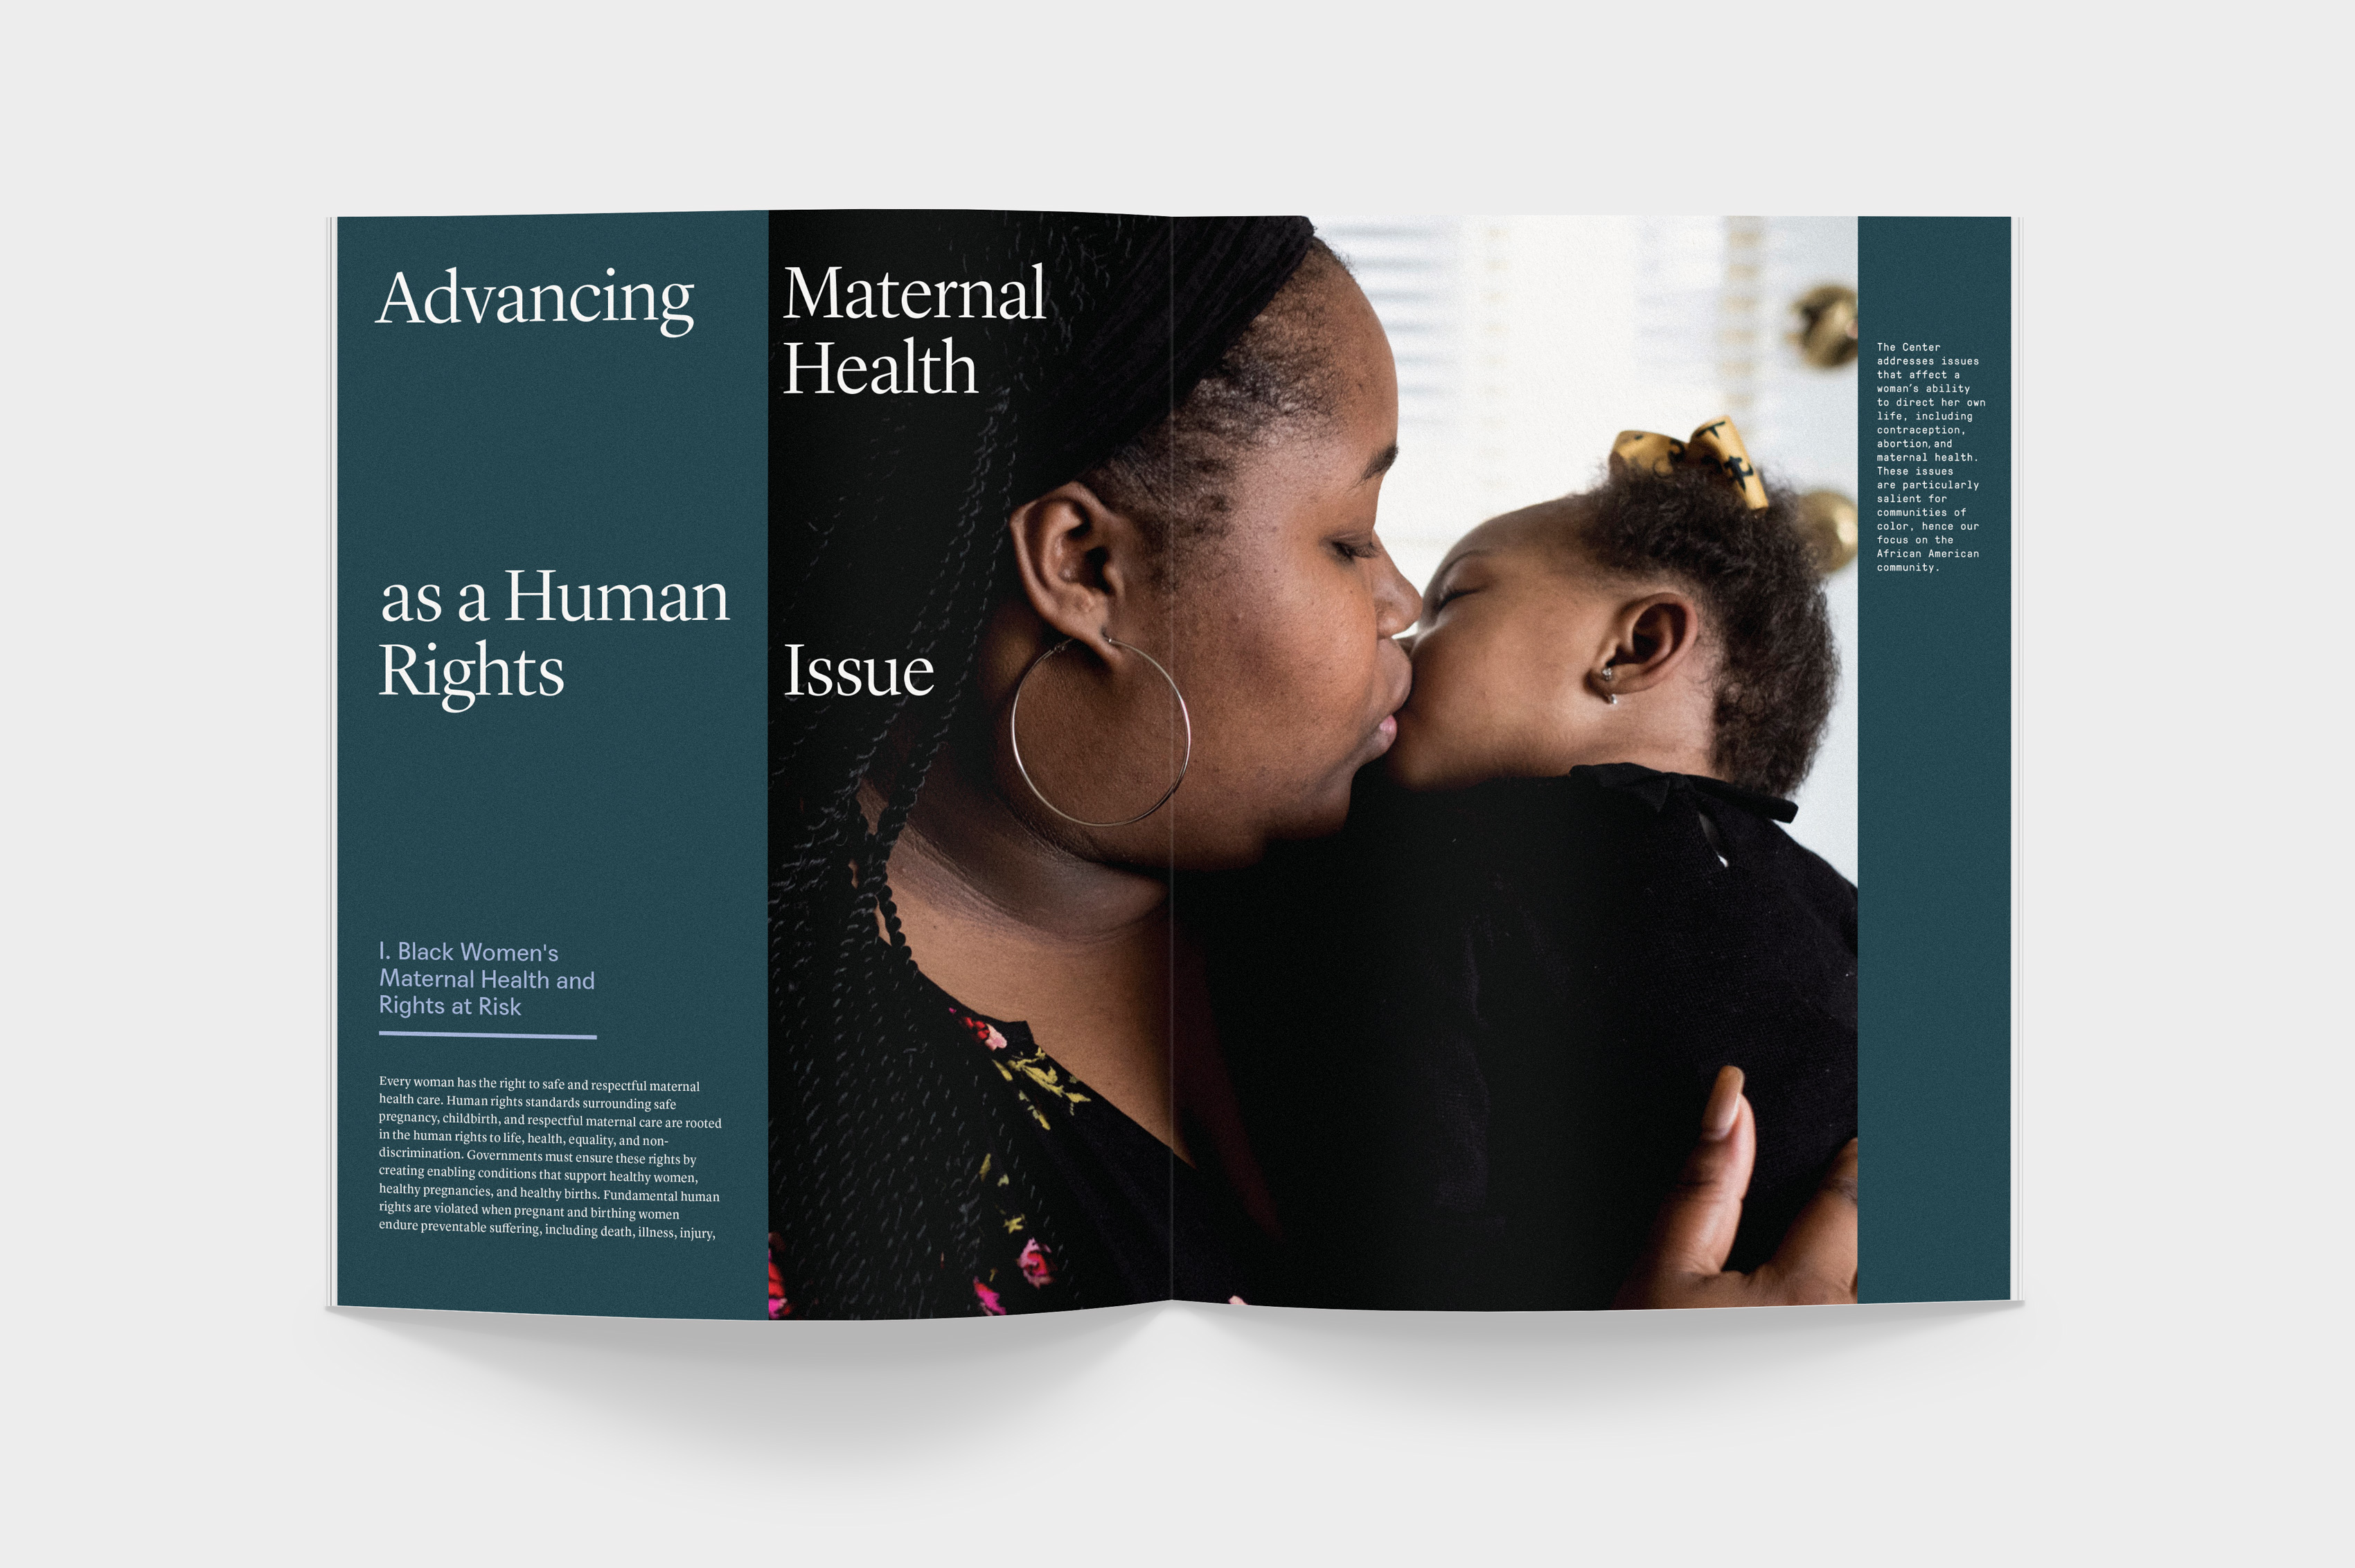 Advancing Maternal
Health
as a Human
Rights Issue
I. Black Women's
Maternal Health and
Rights at Risk
Every woman has the right to safe and respectful maternal
health care. Human rights standards surrounding safe
pregnancy, childbirth, and respectful maternal care are rooted
in the human rights to life, health, equality, and non-
discrimination. Governments must ensure these rights by
creating enabling conditions that support healthy women,
healthy pregnancies, and healthy births. Fundamental human
rights are violated when pregnant and birthing women
endure preventable suffering, including death, illness, injury,
The Center
addresses issues
that affect a
woman's ability
to direct her own
life, including
contraception,
abortion, and
maternal health.
These issues
are particularly
salient for
communities of
color, hence our
focus on the
African American
community.